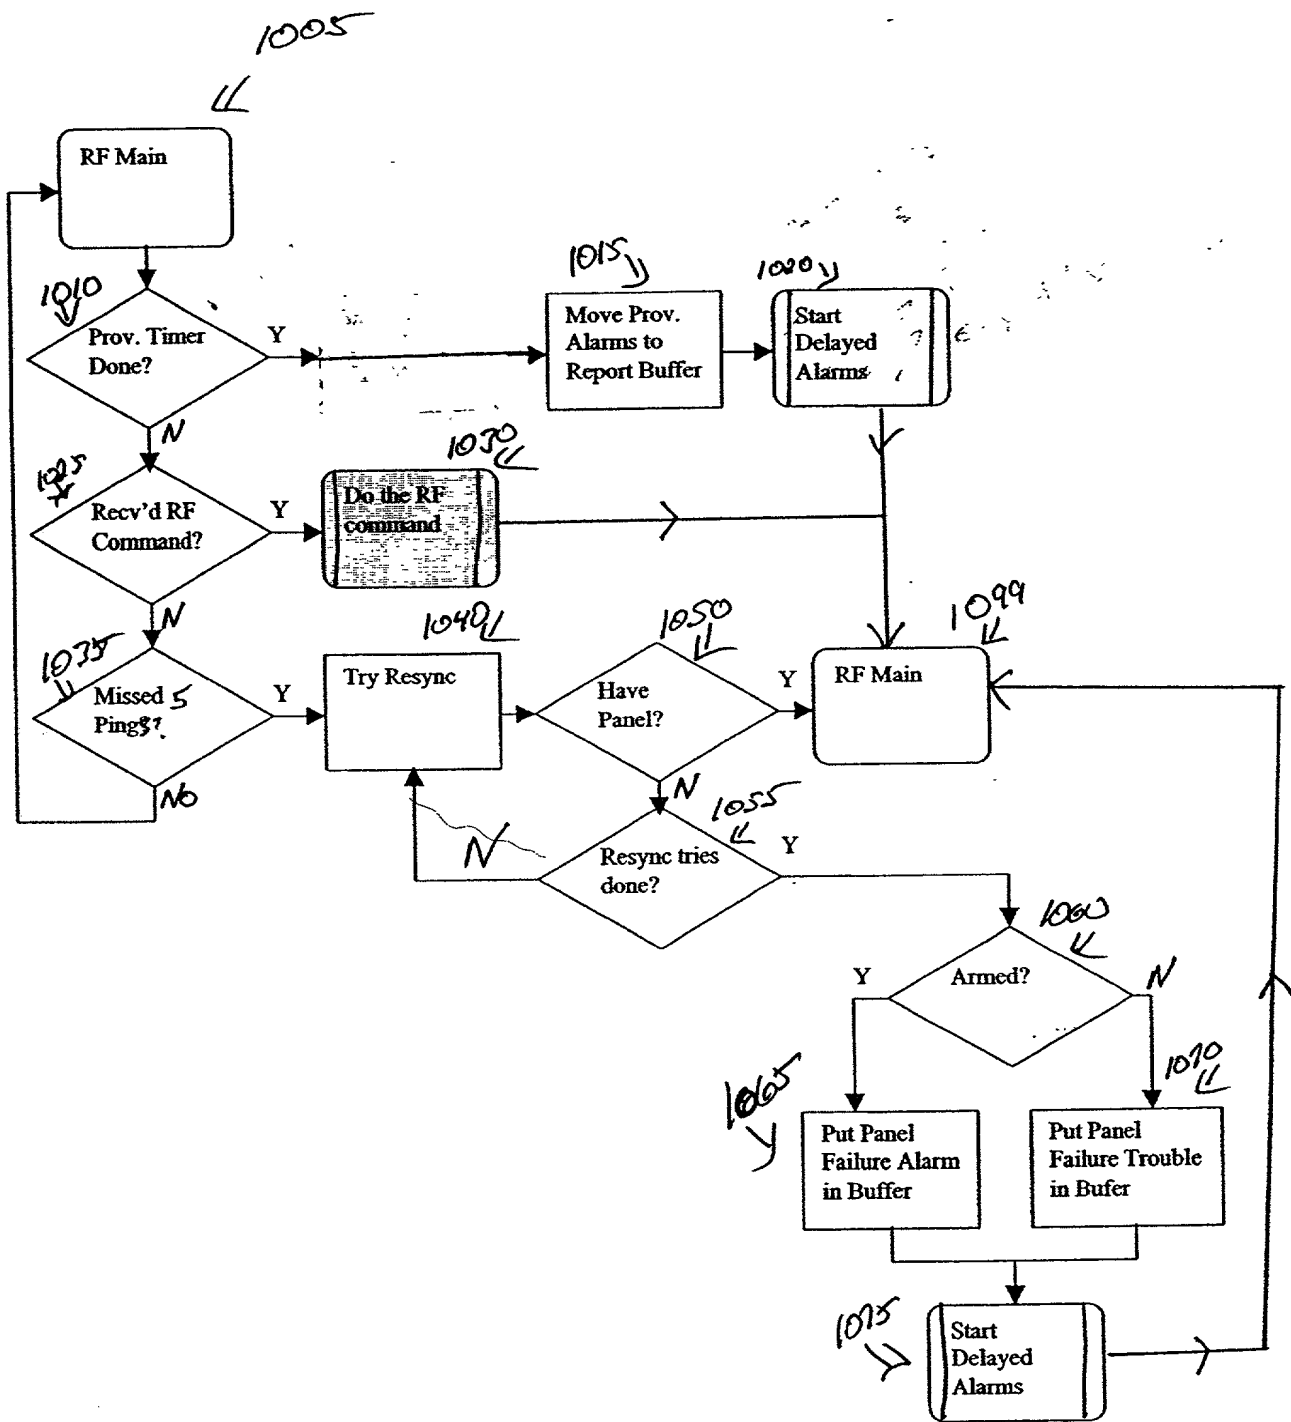 1005
RF Main
1010
Prov. Timer
Done?
Y
N
1015
Move Prov.
Alarms to
Report Buffer
1020
Start
Delayed
Alarms
1025
Recv'd RF
Command?
Y
N
1030
Do the RF
command
1035
Missed 5
Pings?
Y
NO
1040
Try Resync
1050
Have
Panel?
Y
N
1099
RF Main
1055
Resync tries
done?
Y
N
1060
Armed?
Y
N
1065
Put Panel
Failure Alarm
in Buffer
1070
Put Panel
Failure Trouble
in Bufer
1075
Start
Delayed
Alarms